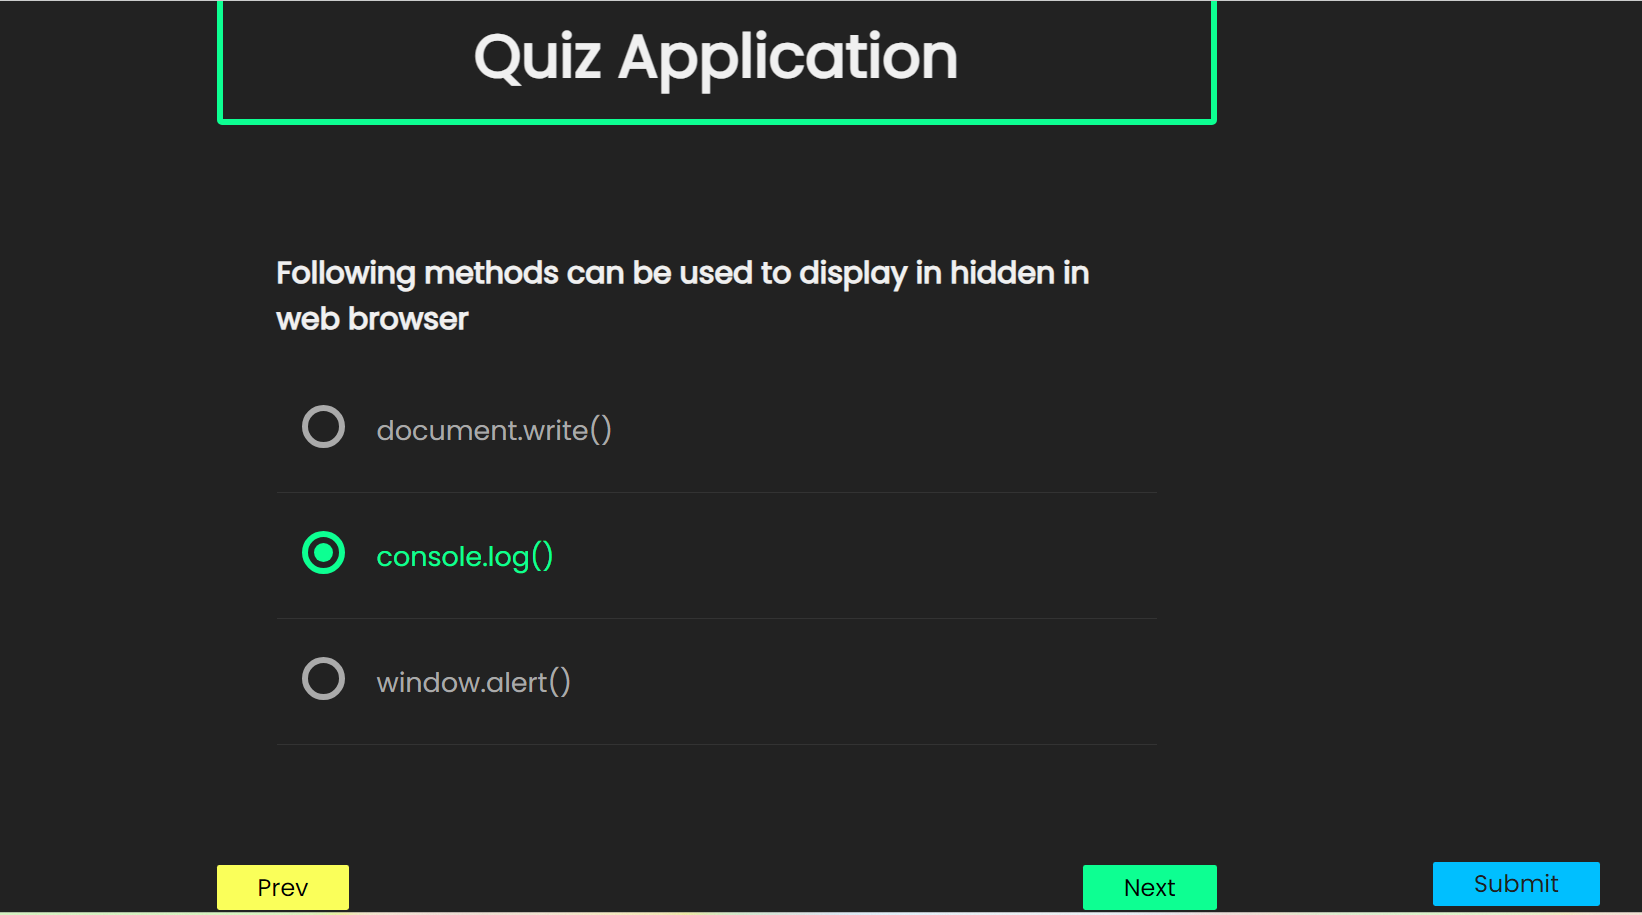 Quiz Application
Following methods can be used to display in hidden in
web browser
document.write()
console.log()
window.alert()
Prev
Next
Submit